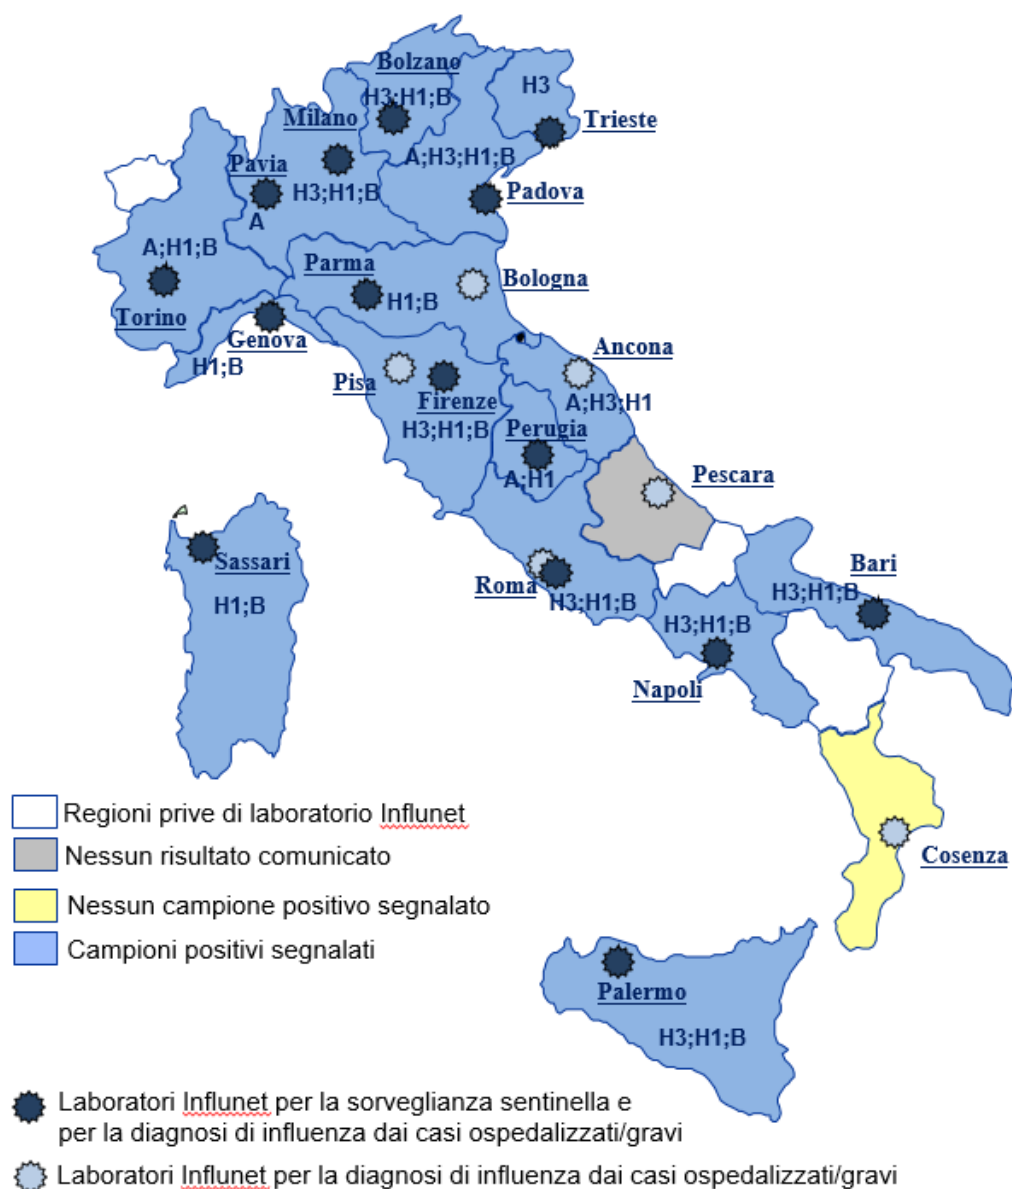 Bolzano
H3;H1;B
H3
Milano
Trieste
A;H3;H1;B
Pavia
H3;H1;B
Padova
A
A;H1;B
Parma
Bologna
H1;B
Torino
Genova
H1;B
Ancona
Pisa
Firenze
A;H3;H1
H3;H1;B
Perugia
A;H1
Pescara
Sassari
H1;B
Roma
H3;H1;B
Bari
H3;H1;B
H3;H1;B
Napoli
Regioni prive di laboratorio Influnet
Nessun risultato comunicato
Cosenza
Nessun campione positivo segnalato
Campioni positivi segnalati
Palermo
H3;H1;B
Laboratori Influnet per la sorveglianza sentinella e
per la diagnosi di influenza dai casi ospedalizzati/gravi
Laboratori Influnet per la diagnosi di influenza dai casi ospedalizzati/gravi